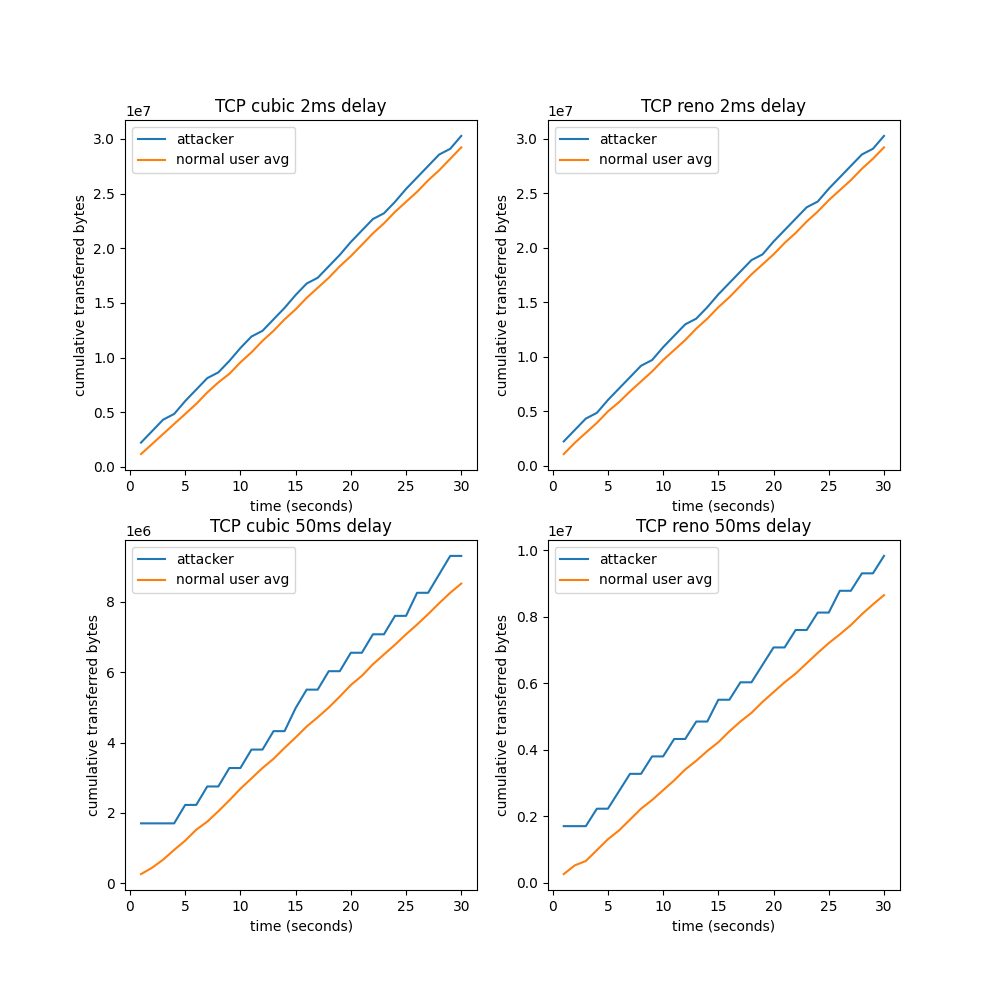 TCP cubic 2ms delay
1e7
attacker
normal user avg
cumulative transferred bytes
3.0
2.5
2.0
1.5
1.0
0.5
0.0
0 5 10 15 20 25 30
time (seconds)
TCP reno 2ms delay
1e7
attacker
normal user avg
cumulative transferred bytes
3.0
2.5
2.0
1.5
1.0
0.5
0.0
0 5 10 15 20 25 30
time (seconds)
TCP cubic 50ms delay
1e6
attacker
normal user avg
cumulative transferred bytes
8
6
4
2
0
0 5 10 15 20 25 30
time (seconds)
TCP reno 50ms delay
1e7
attacker
normal user avg
cumulative transferred bytes
1.0
0.8
0.6
0.4
0.2
0.0
0 5 10 15 20 25 30
time (seconds)